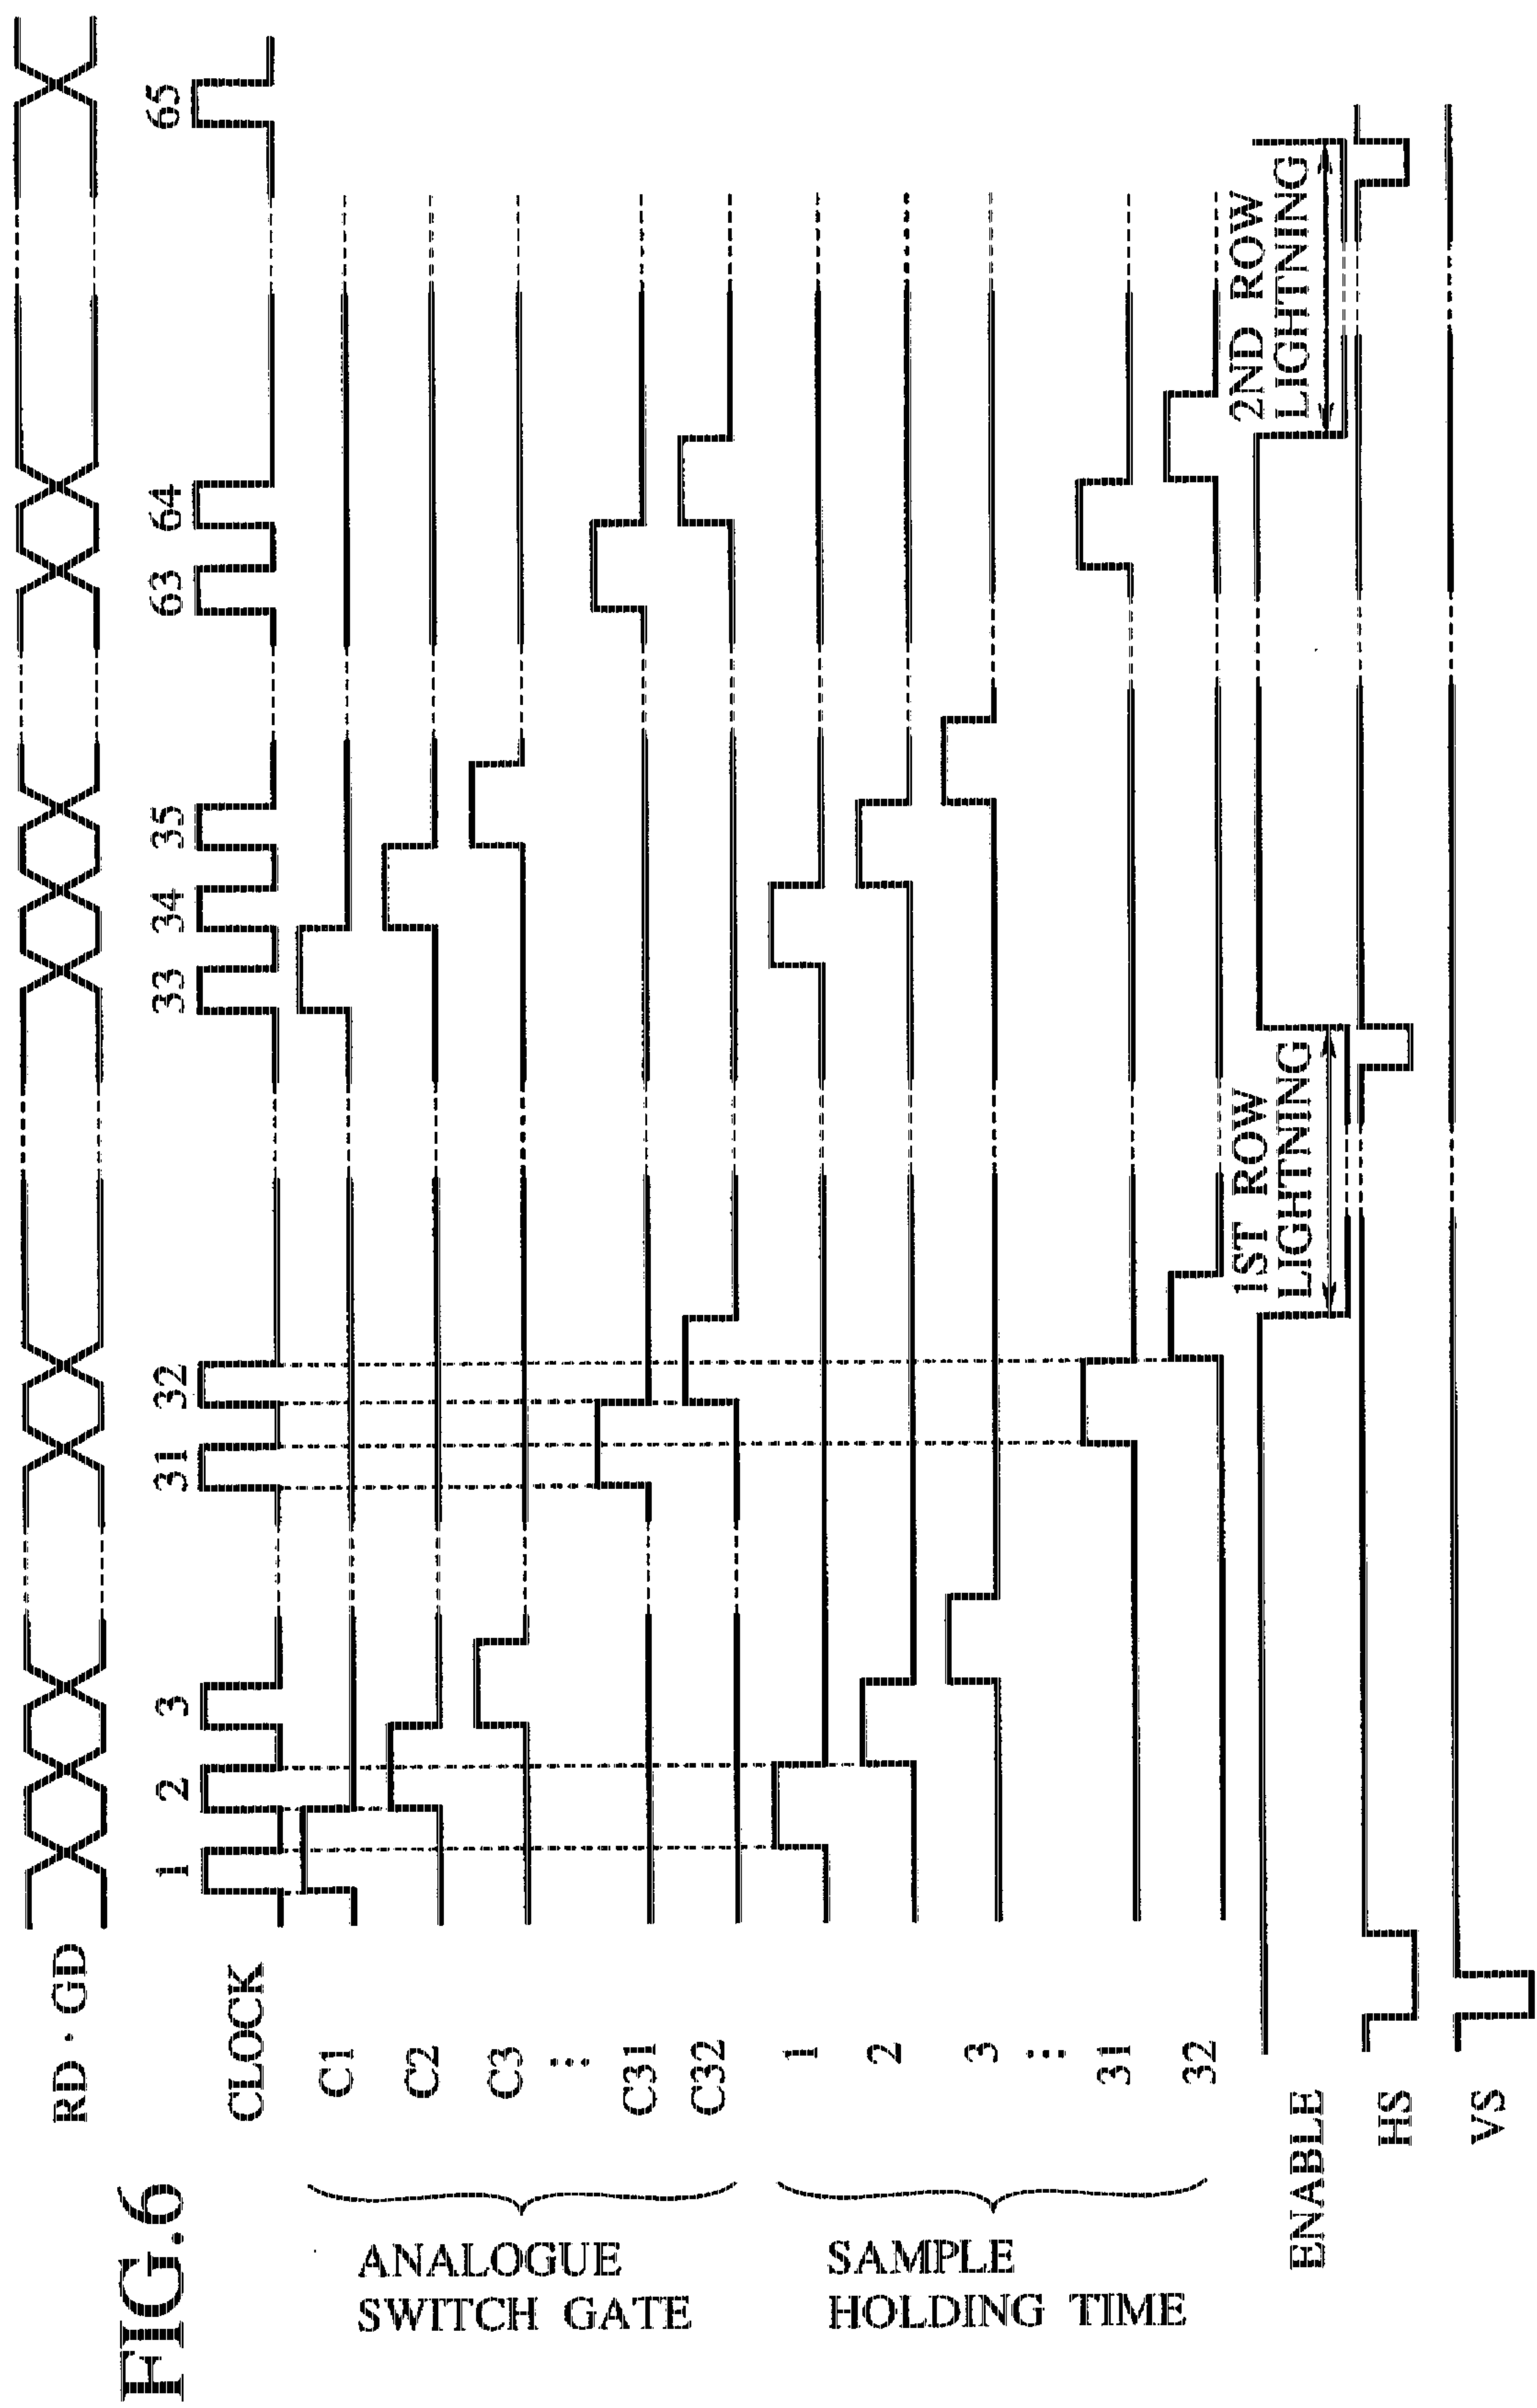 FIG.6
RD · GD
CLOCK
1 2 3 31 32 33 34 35 63 64 65
ANALOGUE
SWITCH GATE
C1
C2
C3
⋮
C31
C32
SAMPLE
HOLDING TIME
1
2
3
⋮
31
32
ENABLE
1ST ROW
LIGHTNING
2ND ROW
LIGHTNING
HS
VS